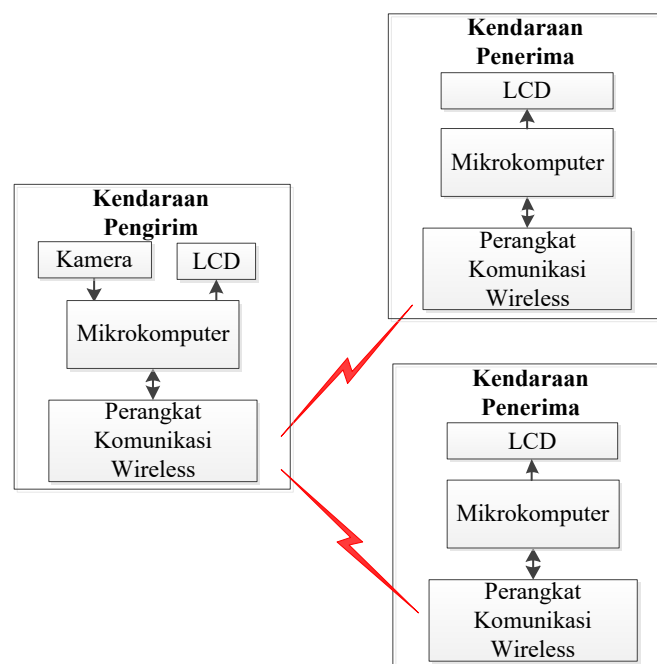 Kendaraan
Pengirim
Kamera
LCD
Mikrokomputer
Perangkat
Komunikasi
Wireless
Kendaraan
Penerima
LCD
Mikrokomputer
Perangkat
Komunikasi
Wireless
Kendaraan
Penerima
LCD
Mikrokomputer
Perangkat
Komunikasi
Wireless